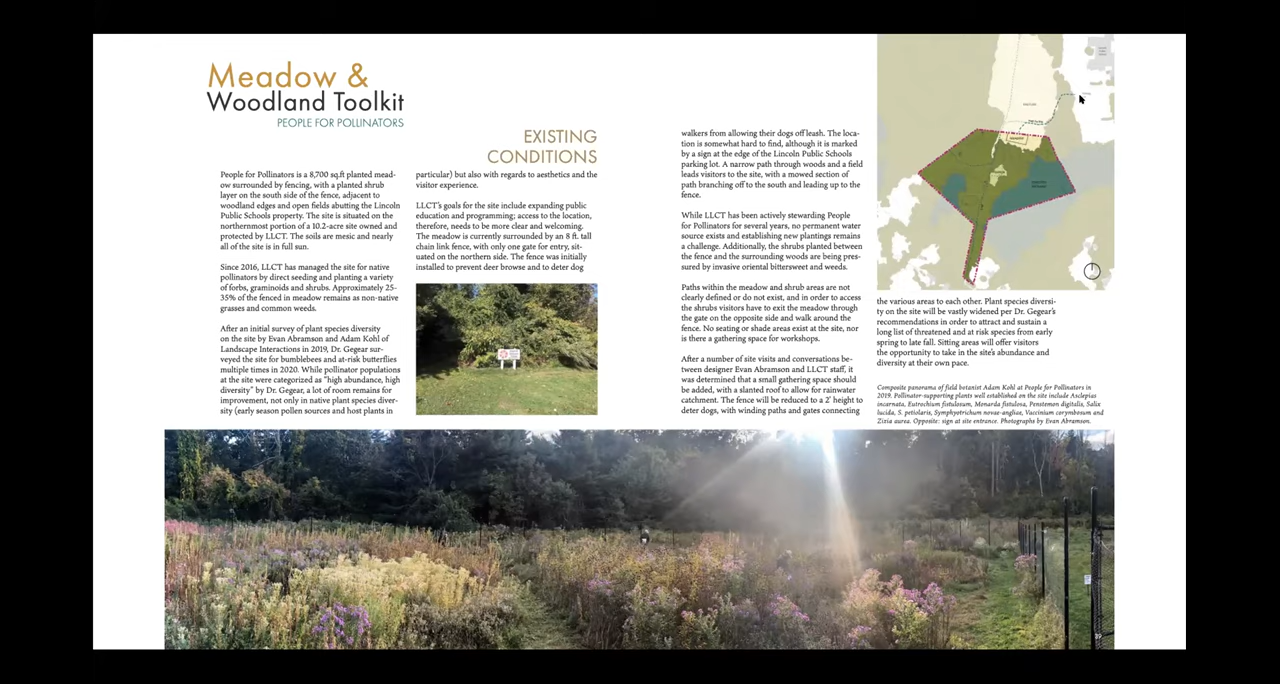 Meadow &
Woodland Toolkit
PEOPLE FOR POLLINATORS
EXISTING
CONDITIONS
People for Pollinators is a 8,700 sq.ft planted mead-
ow surrounded by fencing, with a planted shrub
layer on the south side of the fence, adjacent to
woodland edges and open fields abutting the Lincoln
Public Schools property. The site is situated on the
northernmost portion of a 10.2-acre site owned and
protected by LLCT. The soils are mesic and nearly
all of the site is in full sun.
Since 2016, LLCT has managed the site for native
pollinators by direct seeding and planting a variety
of forbs, graminoids and shrubs. Approximately 25-
35% of the fenced in meadow remains as non-native
grasses and common weeds.
After an initial survey of plant species diversity
on the site by Evan Abramson and Adam Kohl of
Landscape Interactions in 2019, Dr. Gegear sur-
veyed the site for bumblebees and at-risk butterflies
multiple times in 2020. While pollinator populations
at the site were categorized as “high abundance, high
diversity” by Dr. Gegear, a lot of room remains for
improvement, not only in native plant species diver-
sity (early season pollen sources and host plants in
particular) but also with regards to aesthetics and the
visitor experience.
LLCT’s goals for the site include expanding public
education and programming; access to the location,
therefore, needs to be more clear and welcoming.
The meadow is currently surrounded by an 8 ft. tall
chain link fence, with only one gate for entry, sit-
uated on the northern side. The fence was initially
installed to prevent deer browse and to deter dog
walkers from allowing their dogs off leash. The loca-
tion is somewhat hard to find, although it is marked
by a sign at the edge of the Lincoln Public Schools
parking lot. A narrow path through woods and a field
leads visitors to the site, with a mowed section of
path branching off to the south and leading up to the
fence.
While LLCT has been actively stewarding People
for Pollinators for several years, no permanent water
source exists and establishing new plantings remains
a challenge. Additionally, the shrubs planted between
the fence and the surrounding woods are being pres-
sured by invasive oriental bittersweet and weeds.
Paths within the meadow and shrub areas are not
clearly defined or do not exist, and in order to access
the shrubs visitors have to exit the meadow through
the gate on the opposite side and walk around the
fence. No seating or shade areas exist at the site, nor
is there a gathering space for workshops.
After a number of site visits and conversations be-
tween designer Evan Abramson and LLCT staff, it
was determined that a small gathering space should
be added, with a slanted roof to allow for rainwater
catchment. The fence will be reduced to a 2' height to
deter dogs, with winding paths and gates connecting
the various areas to each other. Plant species diversi-
ty on the site will be vastly widened per Dr. Gegear's
recommendations in order to attract and sustain a
long list of threatened and at risk species from early
spring to late fall. Sitting areas will offer visitors
the opportunity to take in the site’s abundance and
diversity at their own pace.
Composite panorama of field botanist Adam Kohl at People for Pollinators in
2019. Pollinator-supporting plants well established on the site include Asclepias
incarnata, Eutrochium fistulosum, Monarda fistulosa, Penstemon digitalis, Salix
lucida, S. petiolaris, Symphyotrichum novae-angliae, Vaccinium corymbosum and
Zizia aurea. Opposite: sign at site entrance. Photographs by Evan Abramson.
39